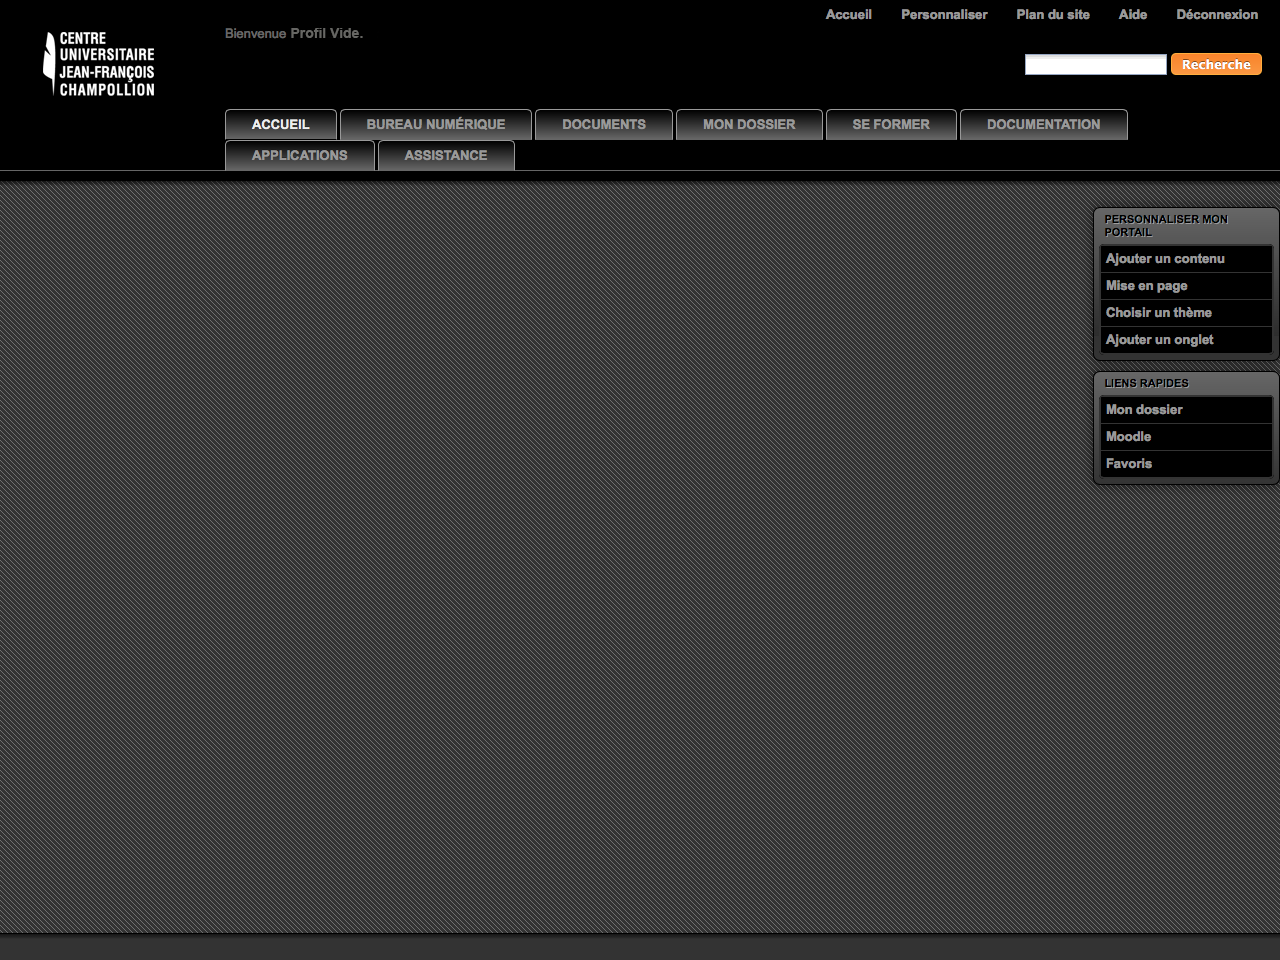 Accueil Personnaliser Plan du site Aide Déconnexion
Bienvenue Profil Vide.
CENTRE
UNIVERSITAIRE
JEAN-FRANÇOIS
CHAMPOLLION
Recherche
ACCUEIL BUREAU NUMÉRIQUE DOCUMENTS MON DOSSIER SE FORMER DOCUMENTATION
APPLICATIONS ASSISTANCE
PERSONNALISER MON
PORTAIL
Ajouter un contenu
Mise en page
Choisir un thème
Ajouter un onglet
LIENS RAPIDES
Mon dossier
Moodle
Favoris